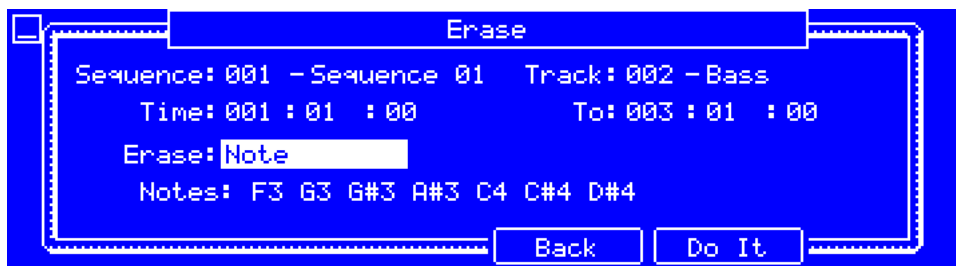 Erase
Sequence: 001 - Sequence 01 Track: 002 - Bass
Time: 001 : 01 : 00 To: 003 : 01 : 00
Erase: Note
Notes: F3 G3 G#3 A#3 C4 C#4 D#4
Back Do It